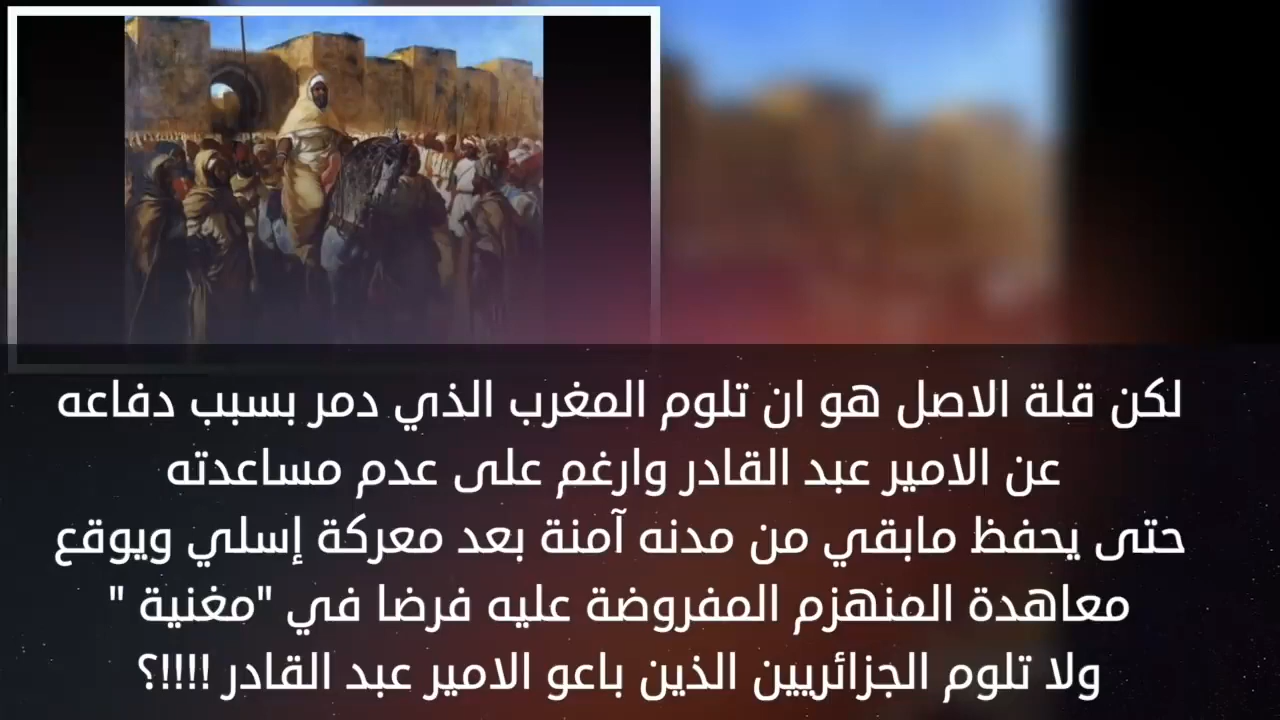 لكن قلة الاصل هو ان تلوم المغرب الذي دمر بسبب دفاعه
عن الامير عبد القادر وارغم على عدم مساعدته
حتى يحفظ مابقي من مدنه آمنة بعد معركة إسلي ويوقع
معاهدة المنهزم المفروضة عليه فرضا في "مغنية "
ولا تلوم الجزائريين الذين باعو الامير عبد القادر !!!!؟